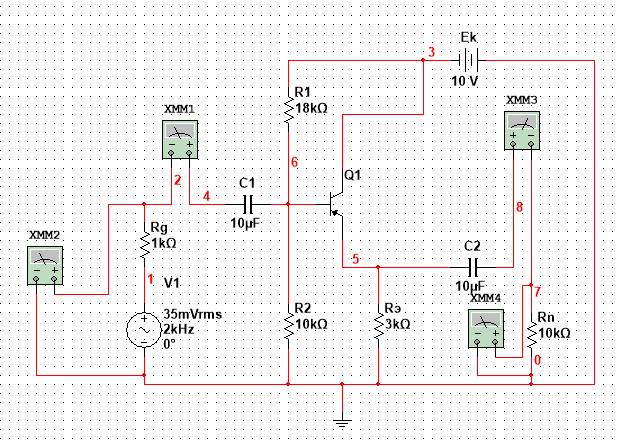 Ek
3
10 V
XMM1
R1
18kΩ
XMM3
6
Q1
2
4
C1
10µF
8
XMM2
Rg
1kΩ
1
V1
5
C2
10µF
XMM4
7
35mVrms
2kHz
0°
R2
10kΩ
Rэ
3kΩ
Rn
10kΩ
0